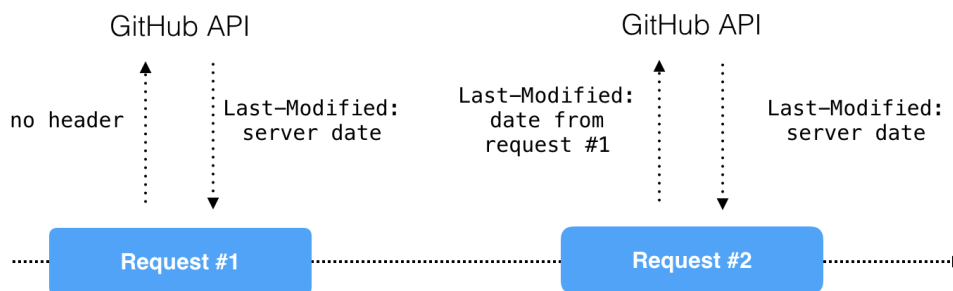 GitHub API
no header
Last-Modified:
server date
Request #1
GitHub API
Last-Modified:
date from
request #1
Last-Modified:
server date
Request #2